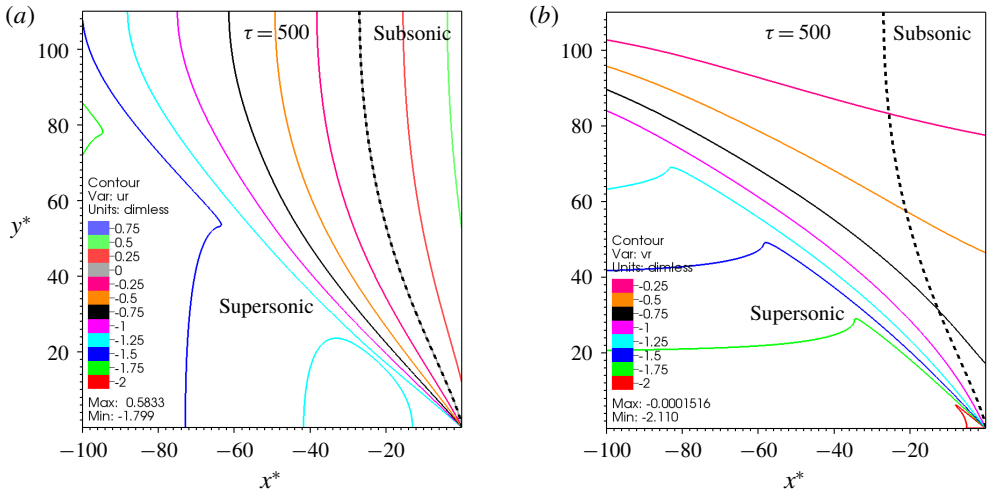 (a)
τ = 500
Subsonic
100
80
60
40
20
y*
Contour
Var: ur
Units: dimless
0.75
0.5
0.25
0
-0.25
-0.5
-0.75
-1
-1.25
-1.5
-1.75
-2
Max: 0.5833
Min: -1.799
Supersonic
−100
−80
−60
−40
−20
x*
(b)
τ = 500
Subsonic
100
80
60
40
20
Contour
Var: vr
Units: dimless
-0.25
-0.5
-0.75
-1
-1.25
-1.5
-1.75
-2
Max: -0.0001516
Min: -2.110
Supersonic
−100
−80
−60
−40
−20
x*